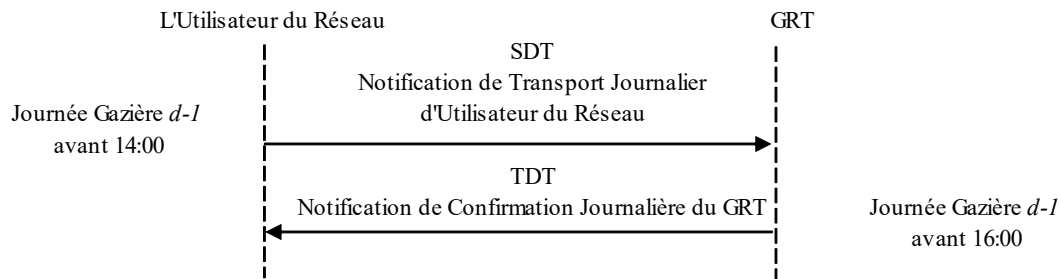 L'Utilisateur du Réseau
GRT
SDT
Notification de Transport Journalier
d'Utilisateur du Réseau
Journée Gazière d-1
avant 14:00
TDT
Notification de Confirmation Journalière du GRT
Journée Gazière d-1
avant 16:00